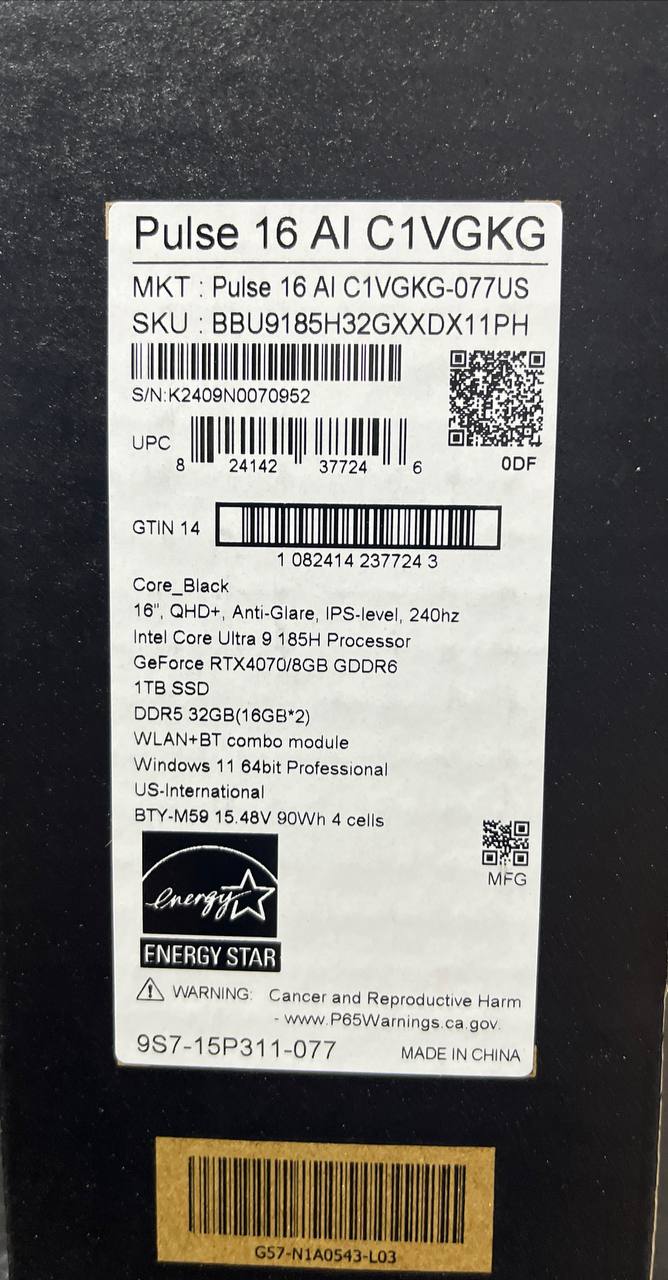 Pulse 16 AI C1VGKG
MKT : Pulse 16 AI C1VGKG-077US
SKU : BBU9185H32GXXDX11PH
S/N:K2409N0070952
0DF
UPC
8 24142 37724 6
GTIN 14
1 082414 237724 3
Core_Black
16", QHD+, Anti-Glare, IPS-level, 240hz
Intel Core Ultra 9 185H Processor
GeForce RTX4070/8GB GDDR6
1TB SSD
DDR5 32GB(16GB*2)
WLAN+BT combo module
Windows 11 64bit Professional
US-International
BTY-M59 15.48V 90Wh 4 cells
MFG
energy
ENERGY STAR
WARNING: Cancer and Reproductive Harm
- www.P65Warnings.ca.gov.
9S7-15P311-077
MADE IN CHINA
G57-N1A0543-L03